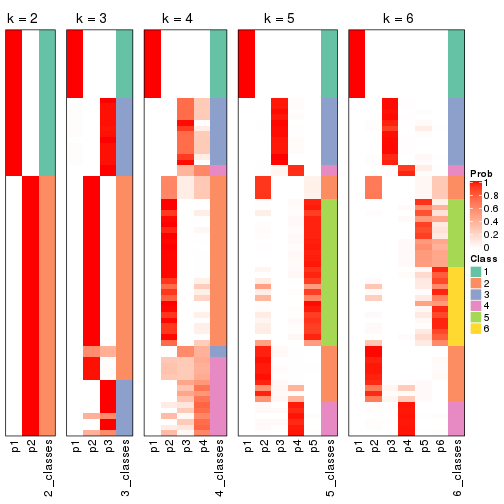 k = 2
k = 3
k = 4
k = 5
k = 6
p1
p2
2_classes
p1
p2
p3
3_classes
p1
p2
p3
p4
4_classes
p1
p2
p3
p4
p5
5_classes
p1
p2
p3
p4
p5
p6
6_classes
Prob
1
0.8
0.6
0.4
0.2
0
Class
1
2
3
4
5
6